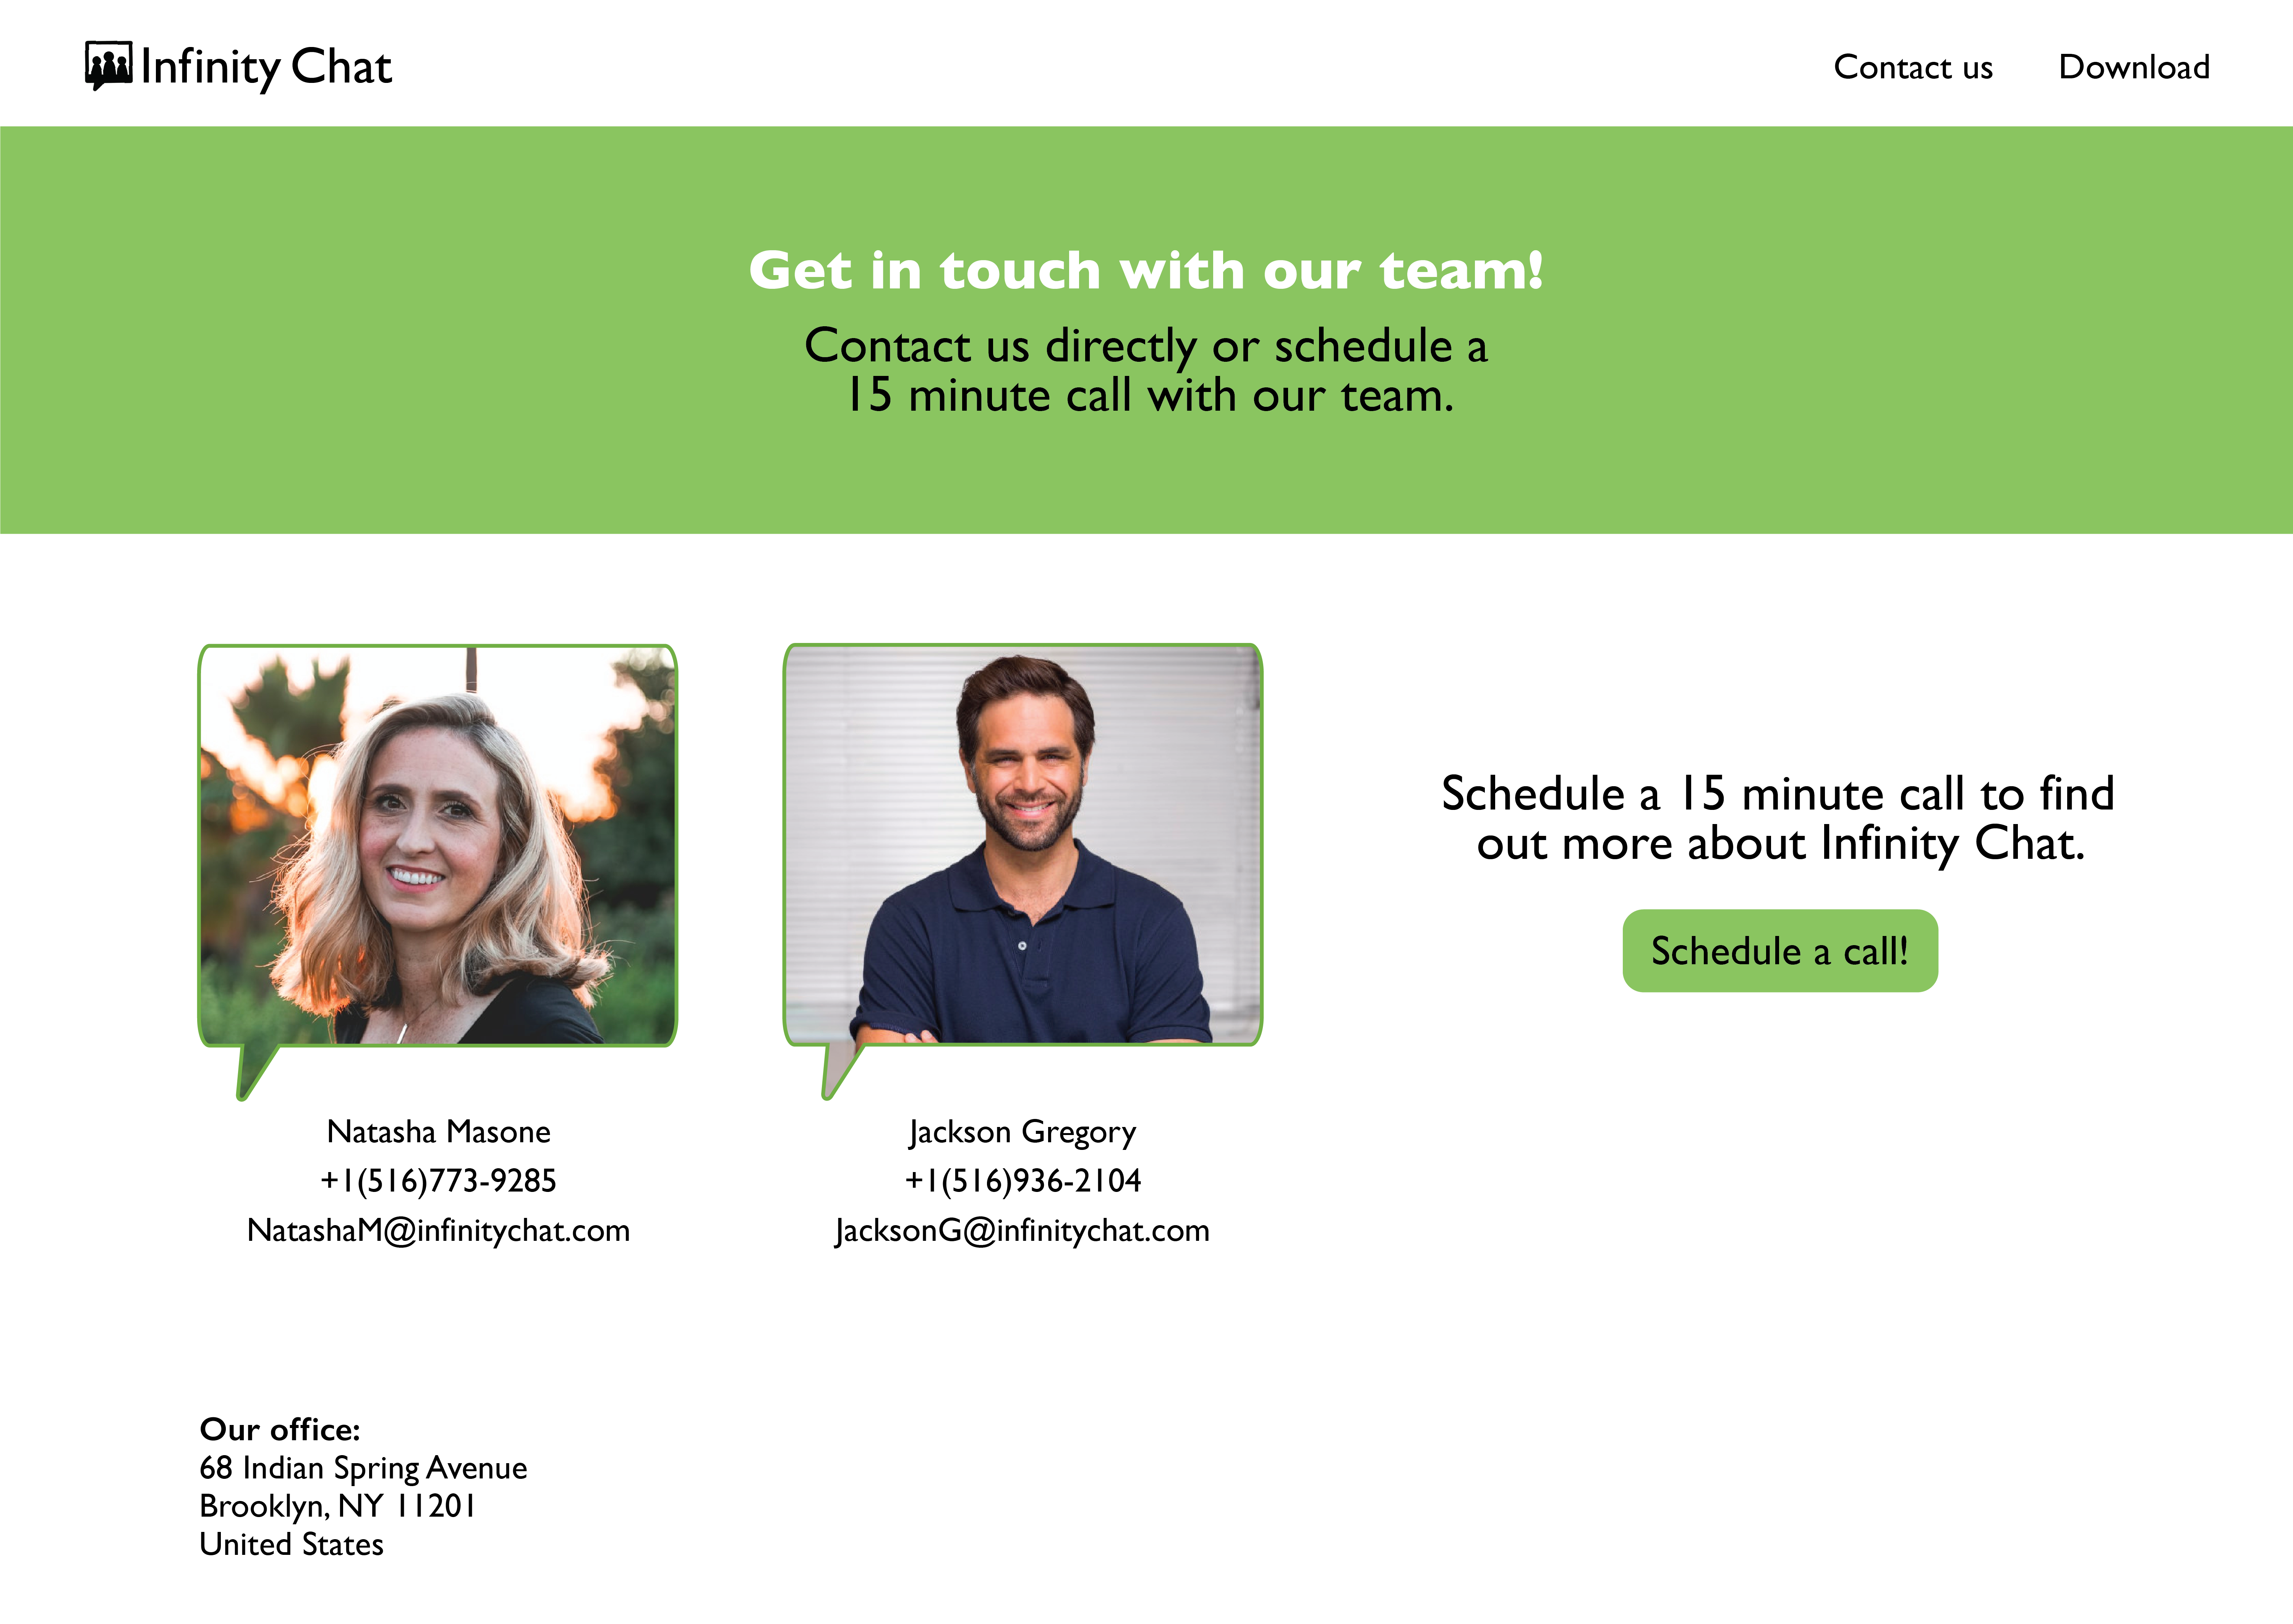 Infinity Chat
Contact us
Download
Get in touch with our team!
Contact us directly or schedule a
15 minute call with our team.
Natasha Masone
+1(516)773-9285
NatashaM@infinitychat.com
Jackson Gregory
+1(516)936-2104
JacksonG@infinitychat.com
Schedule a 15 minute call to find
out more about Infinity Chat.
Schedule a call!
Our office:
68 Indian Spring Avenue
Brooklyn, NY 11201
United States